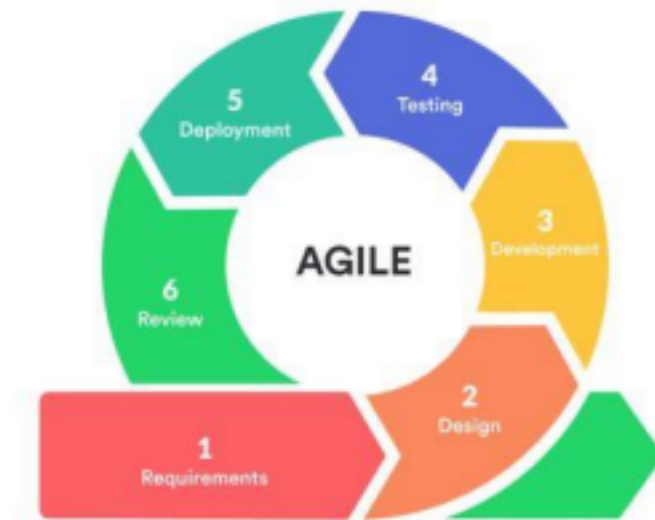 5
Deployment
4
Testing
3
Development
AGILE
6
Review
2
Design
1
Requirements